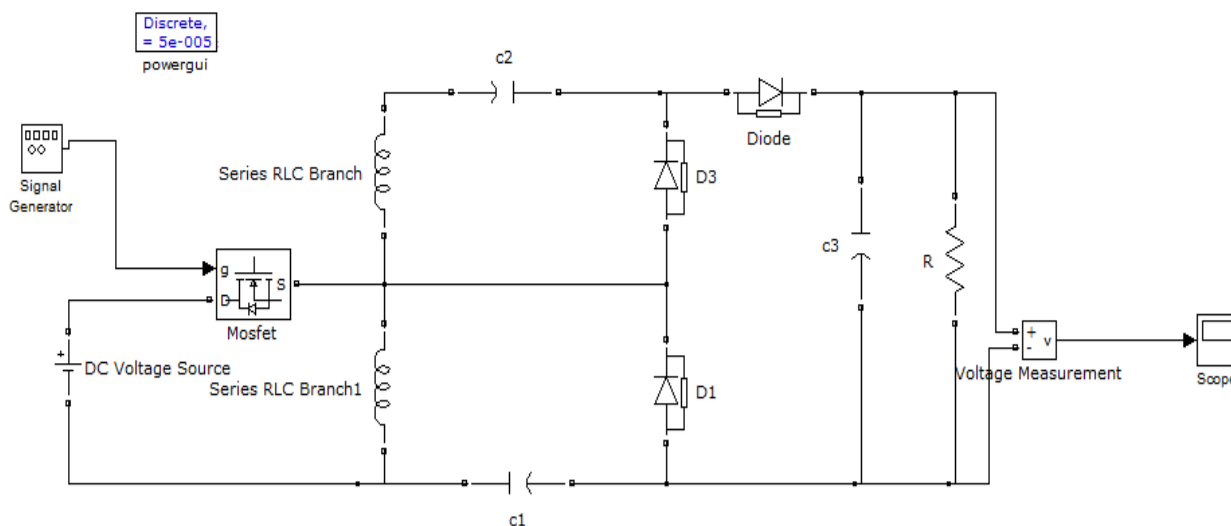 Discrete,
= 5e-005
powergui
c2
Diode
Series RLC Branch
D3
Signal
Generator
c3
R
g
D
S
Mosfet
+
DC Voltage Source
Series RLC Branch1
D1
+
-
v
Voltage Measurement
Scope
c1